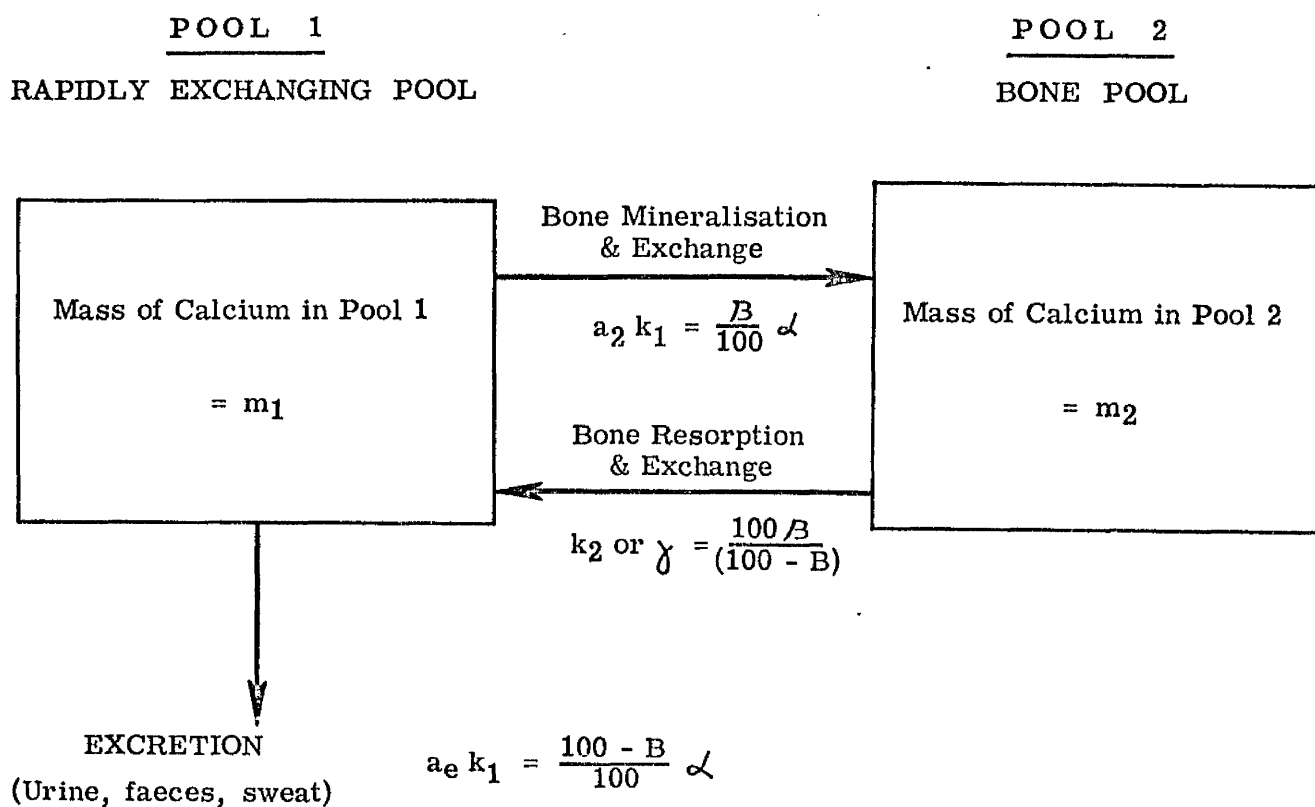 POOL 1
RAPIDLY EXCHANGING POOL
POOL 2
BONE POOL
Mass of Calcium in Pool 1
= m₁
Bone Mineralisation
& Exchange
a₂ k₁ = β/100 α
Bone Resorption
& Exchange
k₂ or γ = 100 β/(100 - B)
Mass of Calcium in Pool 2
= m₂
EXCRETION
(Urine, faeces, sweat)
aₑ k₁ = 100 - B/100 α